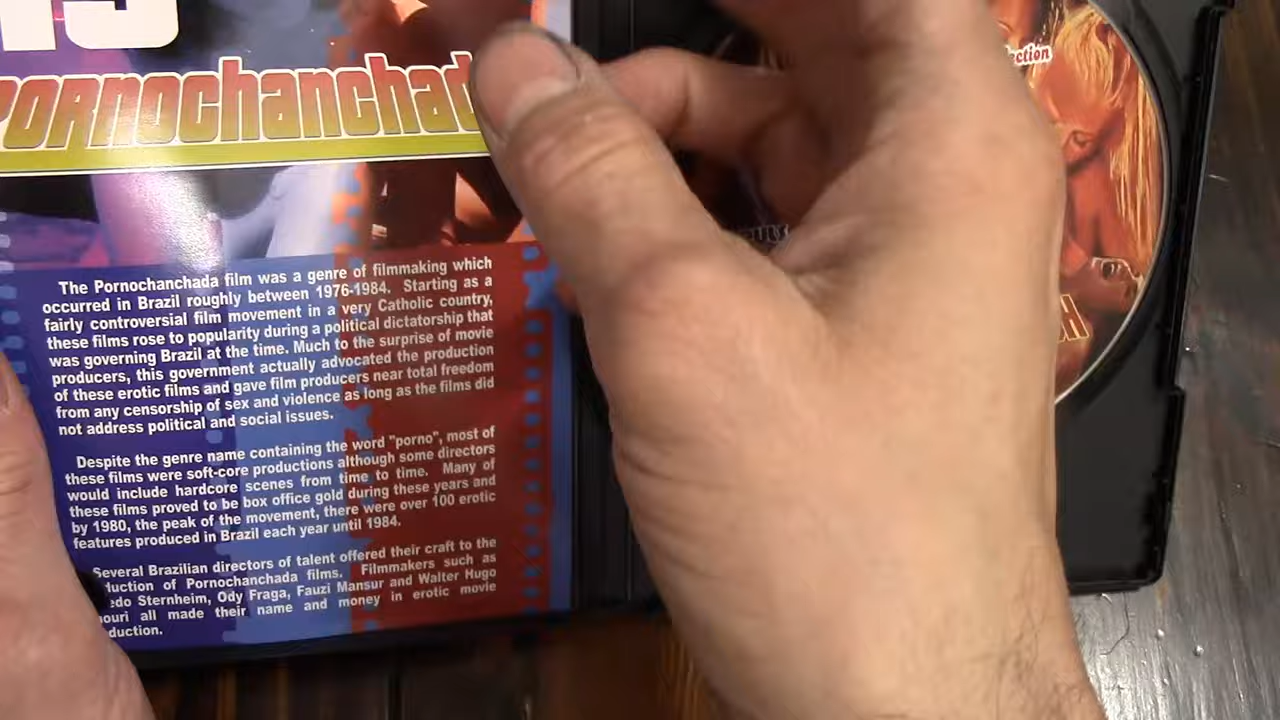 PORNOCHANCHAD
The Pornochanchada film was a genre of filmmaking which
occurred in Brazil roughly between 1976-1984. Starting as a
fairly controversial film movement in a very Catholic country,
these films rose to popularity during a political dictatorship that
was governing Brazil at the time. Much to the surprise of movie
producers, this government actually advocated the production
of these erotic films and gave film producers near total freedom
from any censorship of sex and violence as long as the films did
not address political and social issues.
Despite the genre name containing the word "porno", most of
these films were soft-core productions although some directors
would include hardcore scenes from time to time. Many of
these films proved to be box office gold during these years and
by 1980, the peak of the movement, there were over 100 erotic
features produced in Brazil each year until 1984.
Several Brazilian directors of talent offered their craft to the
duction of Pornochanchada films. Filmmakers such as
edo Sternheim, Ody Fraga, Fauzi Mansur and Walter Hugo
ouri all made their name and money in erotic movie
duction.
ection